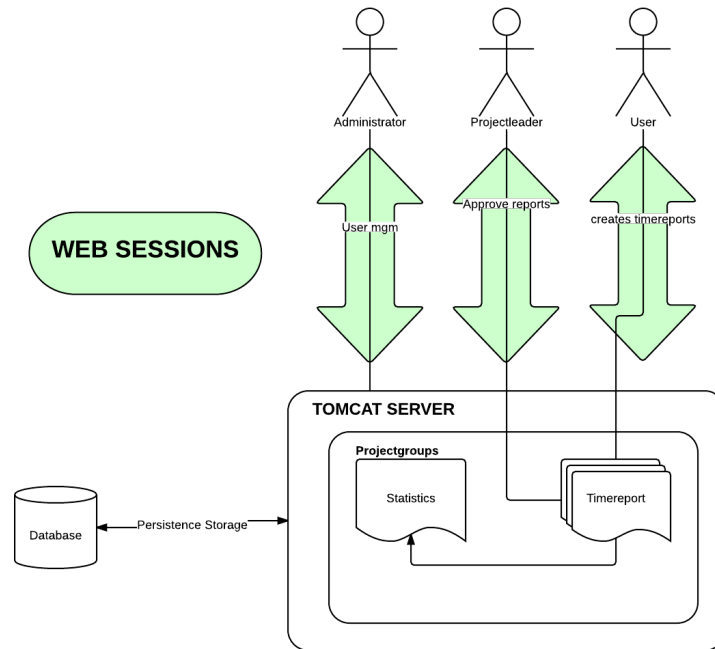 Administrator
Projectleader
User
Approve reports
User mgm
creates timereports
WEB SESSIONS
TOMCAT SERVER
Projectgroups
Statistics
Timereport
Persistence Storage
Database